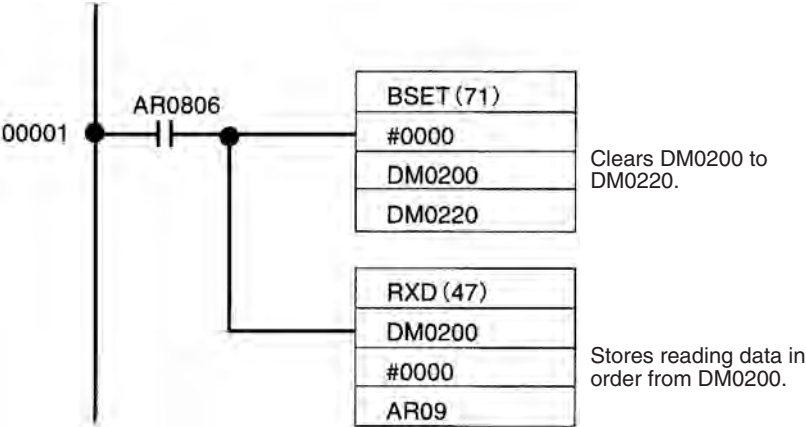 AR0806
00001
BSET (71)
#0000
DM0200
DM0220
Clears DM0200 to
DM0220.
RXD (47)
DM0200
#0000
AR09
Stores reading data in
order from DM0200.